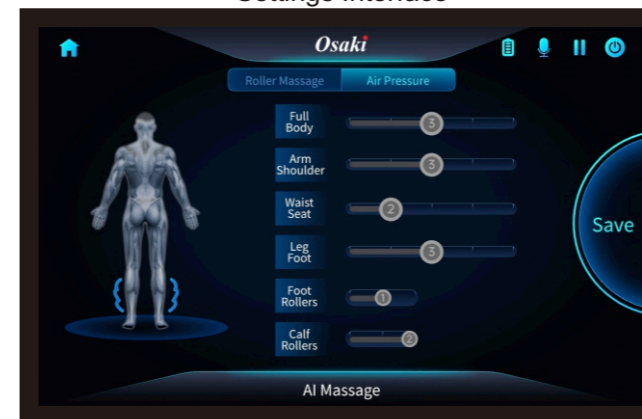 Settings Interface
Osaki
Roller Massage Air Pressure
Full
Body
3
Arm
Shoulder
3
Waist
Seat
2
Leg
Foot
3
Foot
Rollers
1
Calf
Rollers
2
Save
AI Massage